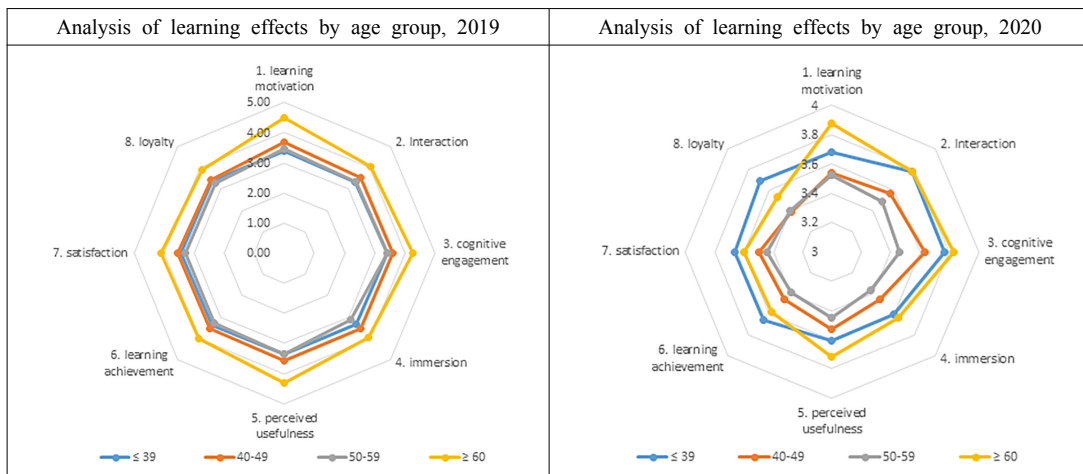 Analysis of learning effects by age group, 2019
1. learning
motivation
5.00
4.00
3.00
2.00
1.00
0.00
2. Interaction
3. cognitive
engagement
4. immersion
5. perceived
usefulness
6. learning
achievement
7. satisfaction
8. loyalty
≤ 39
40-49
50-59
≥ 60
Analysis of learning effects by age group, 2020
1. learning
motivation
4
3.8
3.6
3.4
3.2
3
2. Interaction
3. cognitive
engagement
4. immersion
5. perceived
usefulness
6. learning
achievement
7. satisfaction
8. loyalty
≤ 39
40-49
50-59
≥ 60